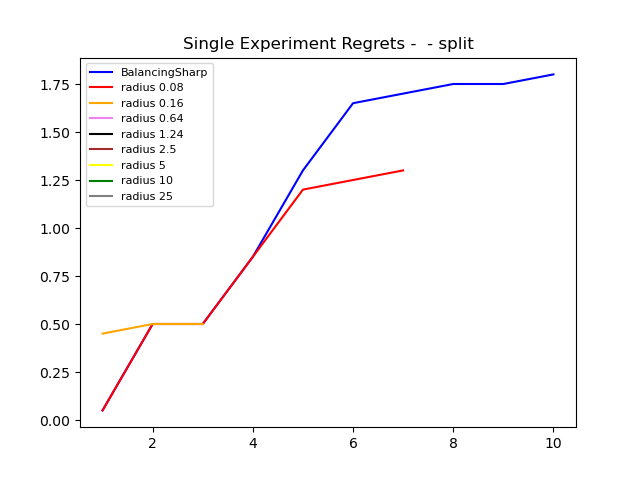 Single Experiment Regrets -  - split
BalancingSharp
radius 0.08
radius 0.16
radius 0.64
radius 1.24
radius 2.5
radius 5
radius 10
radius 25
1.75
1.50
1.25
1.00
0.75
0.50
0.25
0.00
2 4 6 8 10